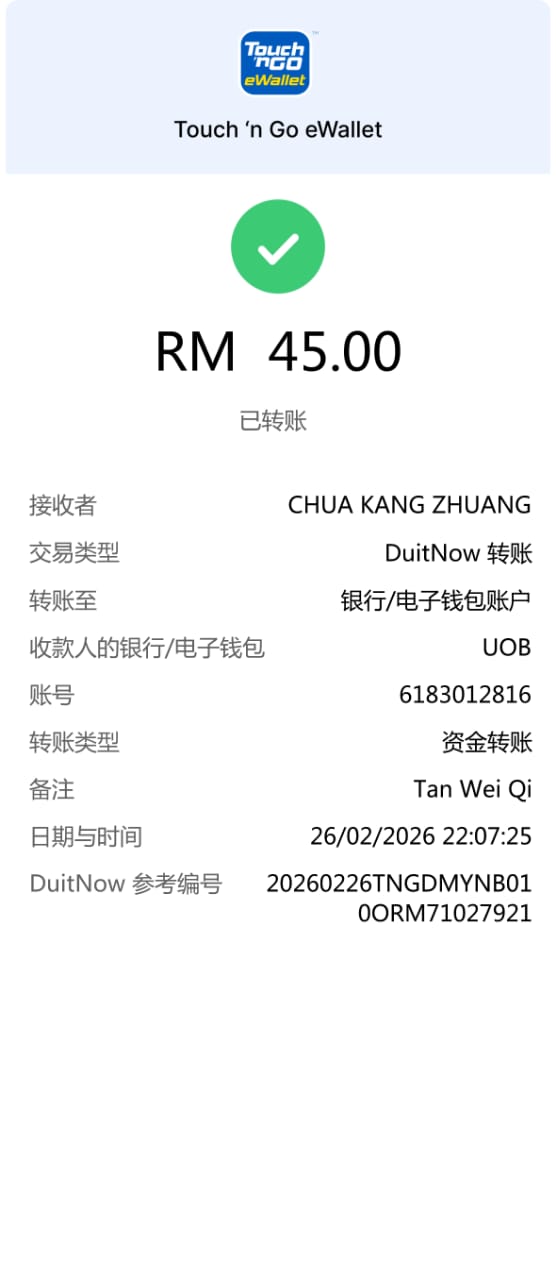 Touch
'n GO
eWallet
™
Touch ‘n Go eWallet
RM 45.00
已转账
接收者 CHUA KANG ZHUANG
交易类型 DuitNow 转账
转账至 银行/电子钱包账户
收款人的银行/电子钱包 UOB
账号 6183012816
转账类型 资金转账
备注 Tan Wei Qi
日期与时间 26/02/2026 22:07:25
DuitNow 参考编号 20260226TNGDMYNB01
0ORM71027921